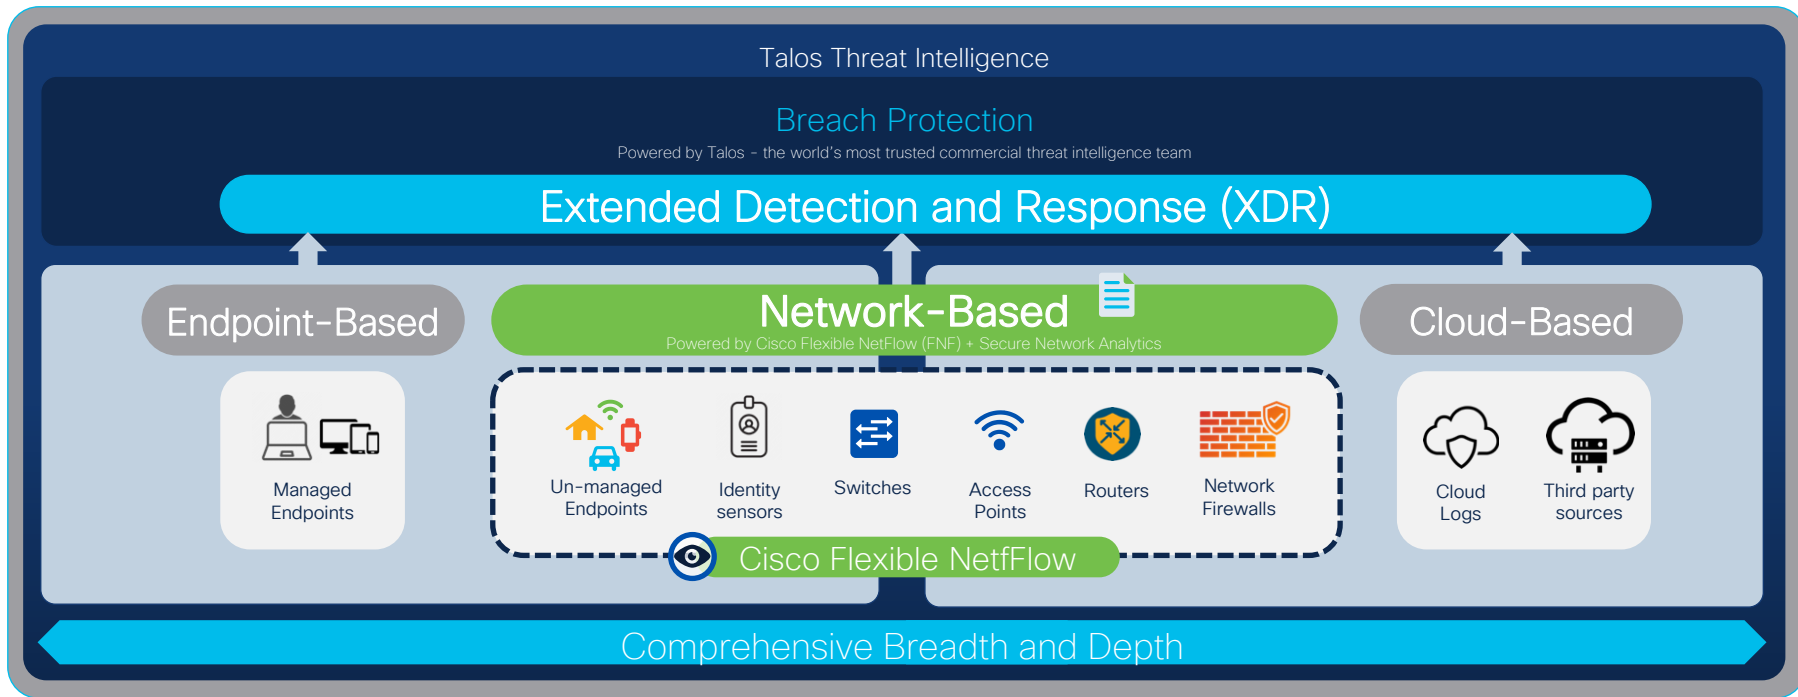 Talos Threat Intelligence
Breach Protection
Powered by Talos - the world's most trusted commercial threat intelligence team
Extended Detection and Response (XDR)
Endpoint-Based
Network-Based
Powered by Cisco Flexible NetFlow (FNF) + Secure Network Analytics
Cloud-Based
Managed
Endpoints
Un-managed
Endpoints
Identity
sensors
Switches
Access
Points
Routers
Network
Firewalls
Cloud
Logs
Third party
sources
Cisco Flexible NetfFlow
Comprehensive Breadth and Depth